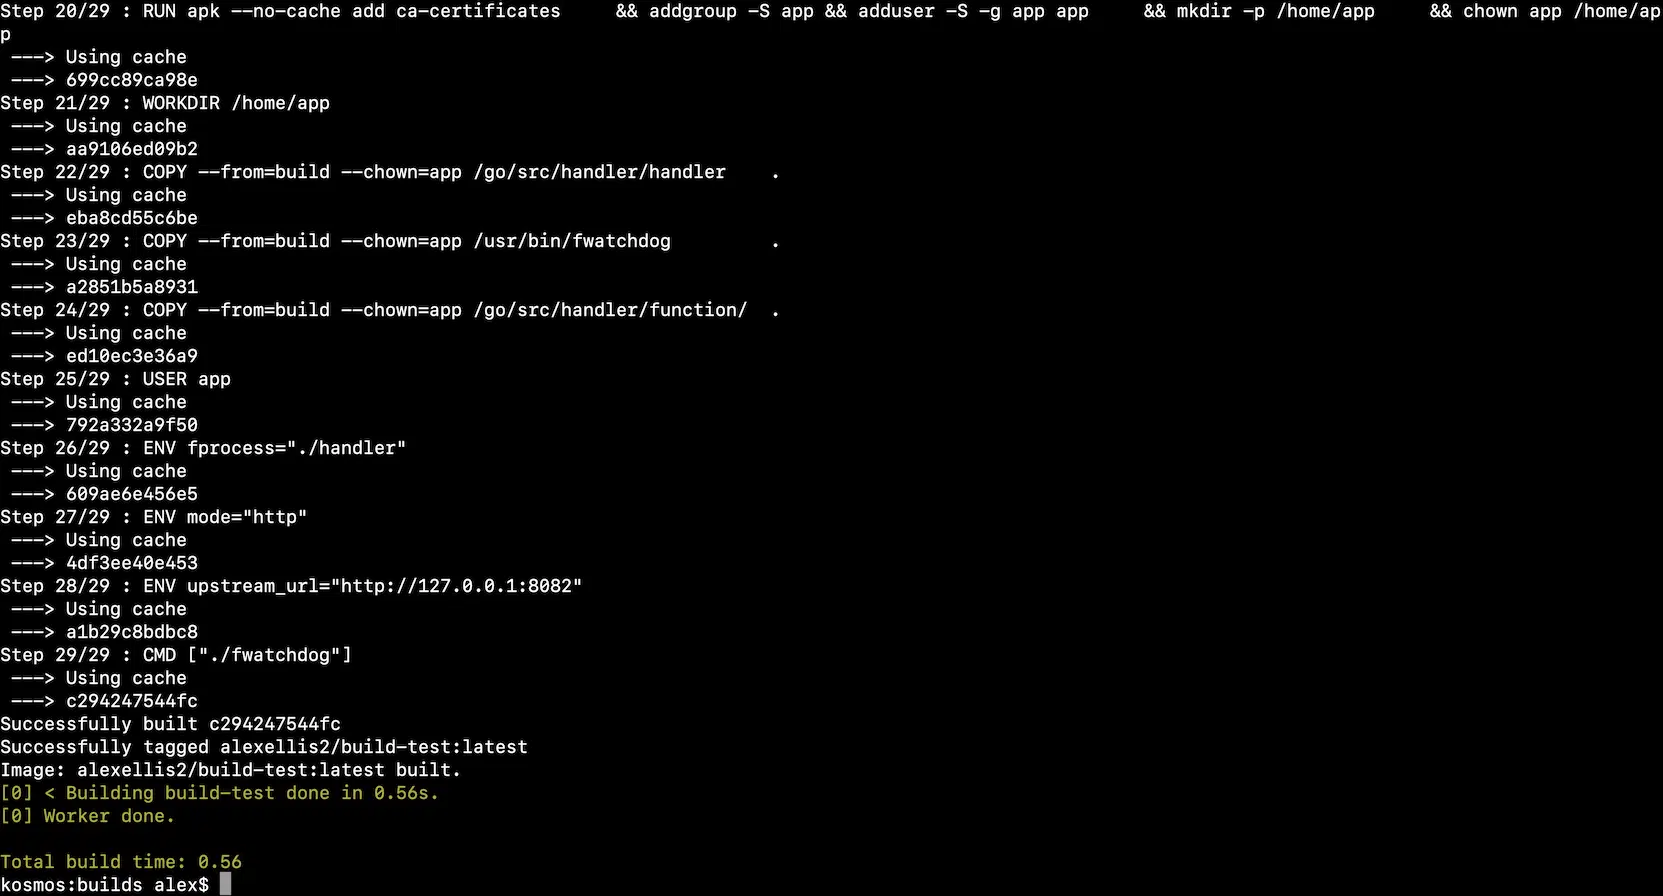 Step 20/29 : RUN apk --no-cache add ca-certificates     && addgroup -S app && adduser -S -g app app     && mkdir -p /home/app     && chown app /home/ap
p
 ---> Using cache
 ---> 699cc89ca98e
Step 21/29 : WORKDIR /home/app
 ---> Using cache
 ---> aa9106ed09b2
Step 22/29 : COPY --from=build --chown=app /go/src/handler/handler    .
 ---> Using cache
 ---> eba8cd55c6be
Step 23/29 : COPY --from=build --chown=app /usr/bin/fwatchdog         .
 ---> Using cache
 ---> a2851b5a8931
Step 24/29 : COPY --from=build --chown=app /go/src/handler/function/  .
 ---> Using cache
 ---> ed10ec3e36a9
Step 25/29 : USER app
 ---> Using cache
 ---> 792a332a9f50
Step 26/29 : ENV fprocess="./handler"
 ---> Using cache
 ---> 609ae6e456e5
Step 27/29 : ENV mode="http"
 ---> Using cache
 ---> 4df3ee40e453
Step 28/29 : ENV upstream_url="http://127.0.0.1:8082"
 ---> Using cache
 ---> a1b29c8bdbc8
Step 29/29 : CMD ["./fwatchdog"]
 ---> Using cache
 ---> c294247544fc
Successfully built c294247544fc
Successfully tagged alexellis2/build-test:latest
Image: alexellis2/build-test:latest built.
[0] < Building build-test done in 0.56s.
[0] Worker done.

Total build time: 0.56
kosmos:builds alex$